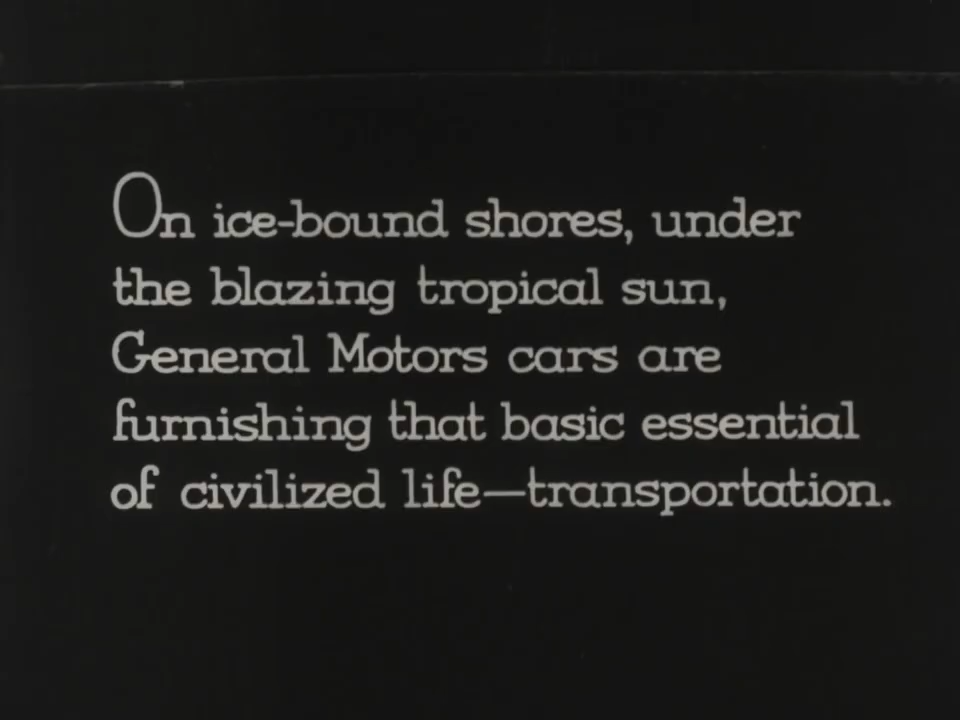 On ice-bound shores, under
the blazing tropical sun,
General Motors cars are
furnishing that basic essential
of civilized life—transportation.